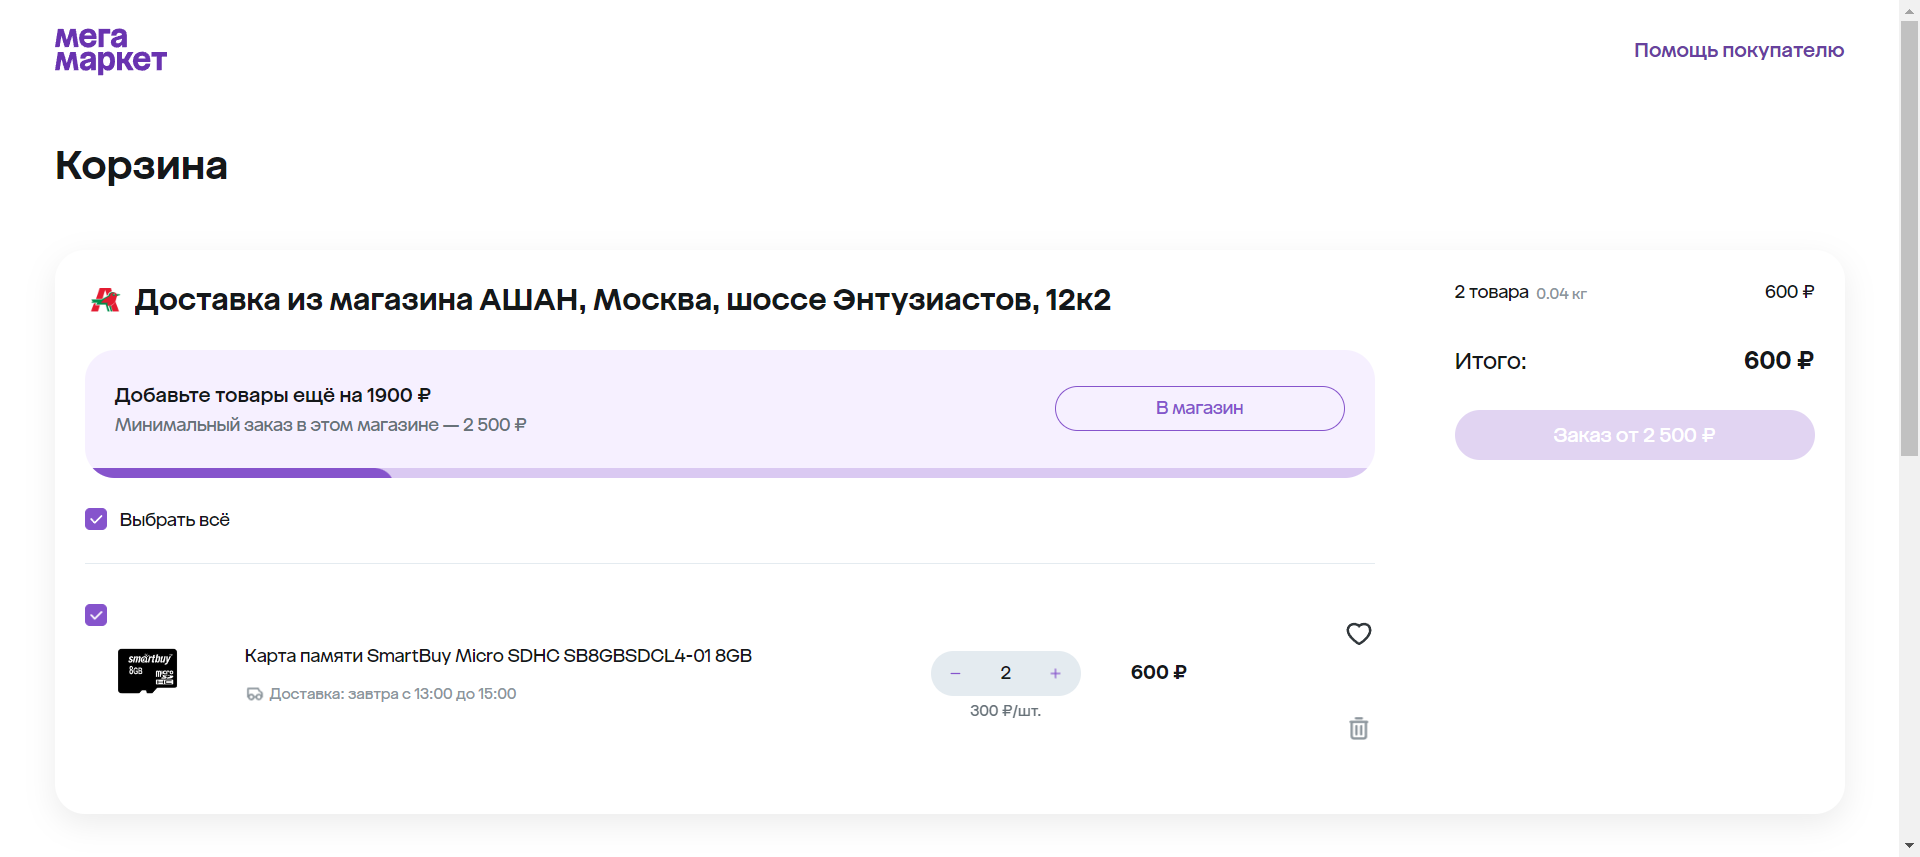 мега
маркет
Помощь покупателю
Корзина
Доставка из магазина АШАН, Москва, шоссе Энтузиастов, 12к2
2 товара 0.04 кг 600 ₽
Добавьте товары ещё на 1900 ₽
Минимальный заказ в этом магазине — 2 500 ₽
В магазин
Итого: 600 ₽
Заказ от 2 500 ₽
Выбрать всё
smartbuy
8GB
micro
Карта памяти SmartBuy Micro SDHC SB8GBSDCL4-01 8GB
Доставка: завтра с 13:00 до 15:00
− 2 +
300 ₽/шт.
600 ₽